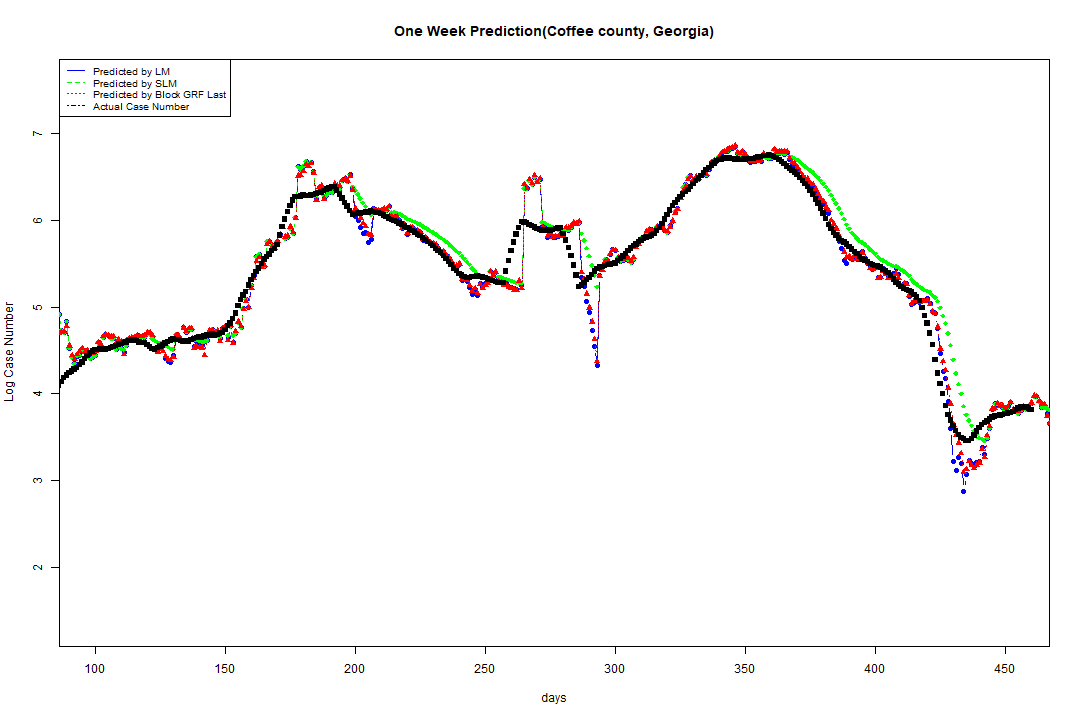 One Week Prediction(Coffee county, Georgia)
Predicted by LM
Predicted by SLM
Predicted by Block GRF Last
Actual Case Number
7
6
5
4
3
2
Log Case Number
100 150 200 250 300 350 400 450
days